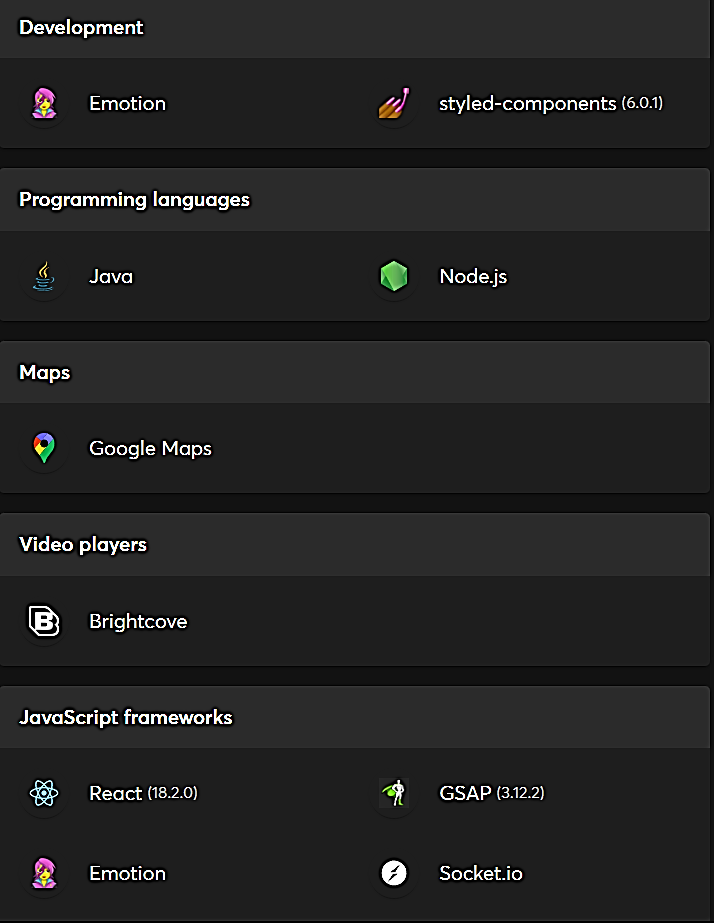 Development
Emotion
styled-components (6.0.1)
Programming languages
Java
Node.js
Maps
Google Maps
Video players
B
Brightcove
JavaScript frameworks
React (18.2.0)
GSAP (3.12.2)
Emotion
Socket.io